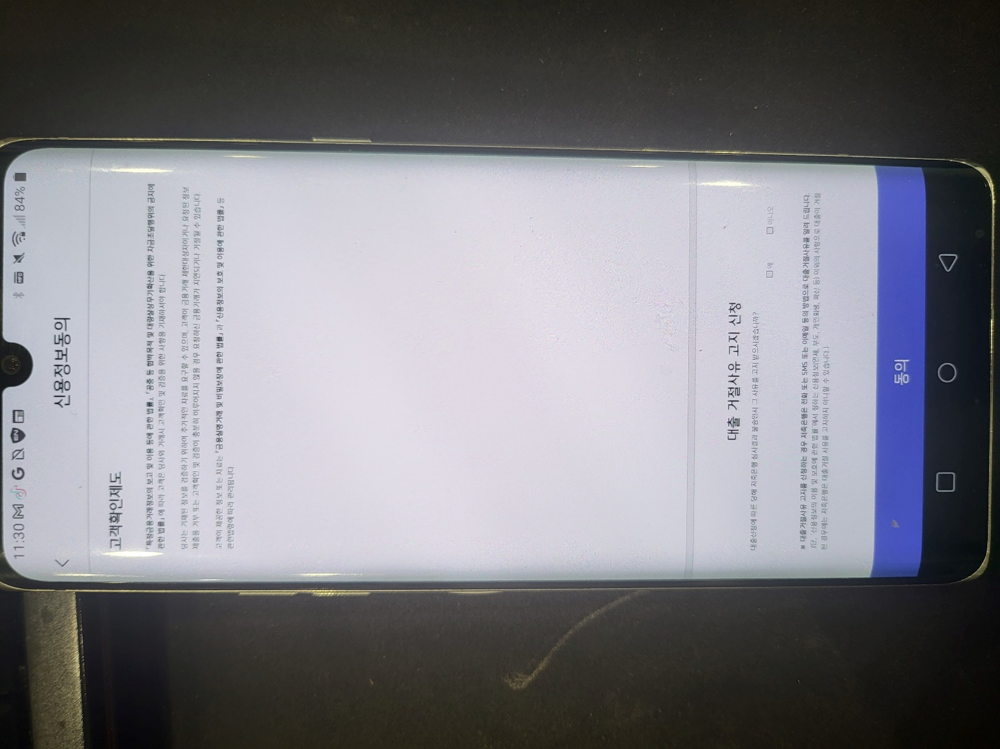 11:30 84%
신용정보동의
고객확인제도
「특정금융거래정보의 보고 및 이용 등에 관한 법률」, 「공중 등 협박목적 및 대량살상무기확산을 위한 자금조달행위의 금지에
관한 법률」에 따라 고객은 당사와 거래시 고객확인 및 검증을 위한 사항을 기재하셔야 합니다.
당사는 기재된 정보를 검증하기 위하여 추가적인 자료를 요구할 수 있으며, 고객이 금융거래 제한대상자이거나 요청된 정보
제출을 거부 또는 고객확인 및 검증이 충분히 이루어지지 않을 경우 요청하신 금융거래가 지연되거나 거절될 수 있습니다.
고객이 제공한 정보 또는 자료는 「금융실명거래 및 비밀보장에 관한 법률」과 「신용정보의 보호 및 이용에 관한 법률」 등
관련법령에 따라 관리됩니다.
대출 거절사유 고지 신청
대출신청에 따른 당해 저축은행 심사결과 불승인시 그 사유를 고지 받으시겠습니까?
예 아니오
※ 대출거절사유 고지를 신청하는 경우 저축은행은 전화 또는 SMS 또는 이메일 등의 방법으로 대출거절사유를 알려 드립니다.
(단, '신용정보의 이용 및 보호에 관한 법률'에서 정하는 신용정보(연체, 부도, 개인회생, 파산 등) 이외의 사항으로 대출이 거절
된 경우에는 저축은행은 대출거절 사유를 고지하지 아니할 수 있습니다.)
동의